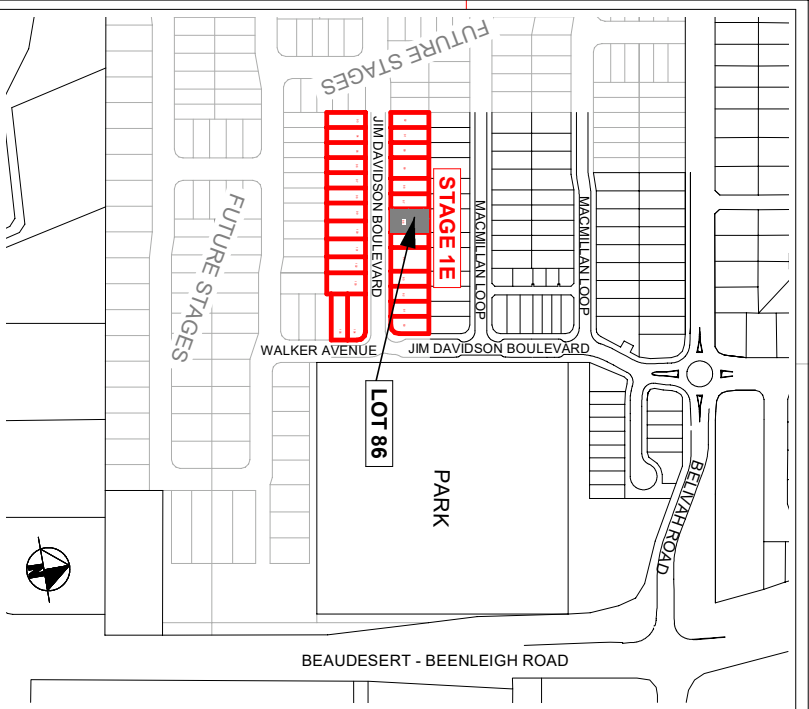 FUTURE STAGES
JIM DAVIDSON BOULEVARD
STAGE 1E
MACMILLAN LOOP
MACMILLAN LOOP
FUTURE STAGES
WALKER AVENUE
JIM DAVIDSON BOULEVARD
LOT 86
PARK
BELIVAH ROAD
N
BEAUDESERT - BEENLEIGH ROAD